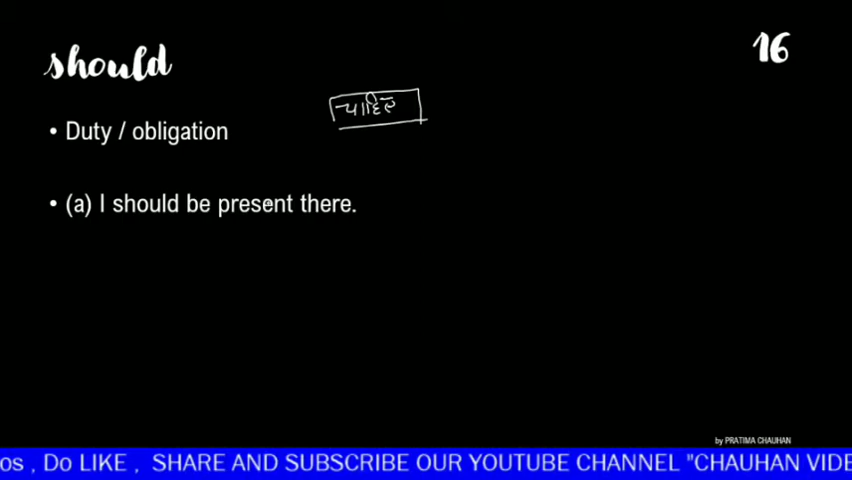 should
16
चाहिए
• Duty / obligation
• (a) I should be present there.
by PRATIMA CHAUHAN
os , Do LIKE , SHARE AND SUBSCRIBE OUR YOUTUBE CHANNEL "CHAUHAN VIDE